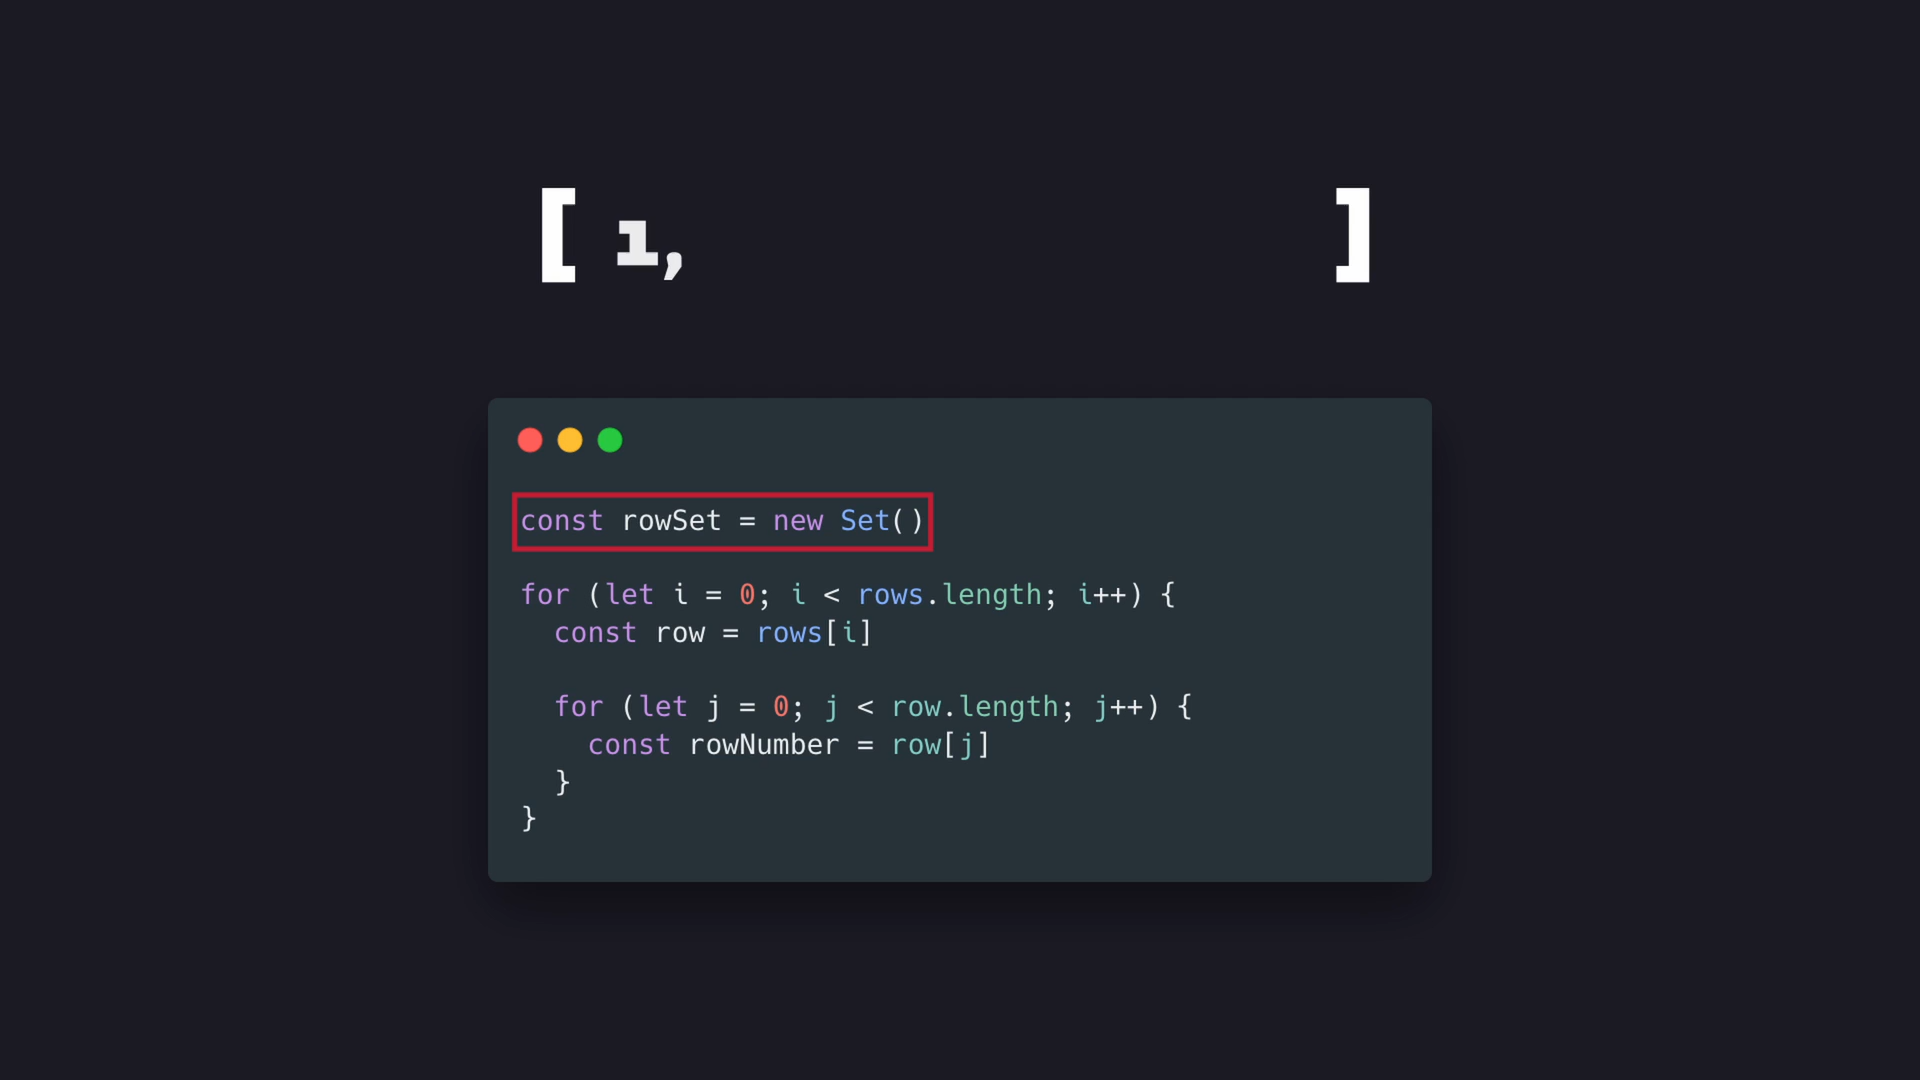 [ 1, ]
const rowSet = new Set()
for (let i = 0; i < rows.length; i++) {
  const row = rows[i]
  for (let j = 0; j < row.length; j++) {
    const rowNumber = row[j]
  }
}